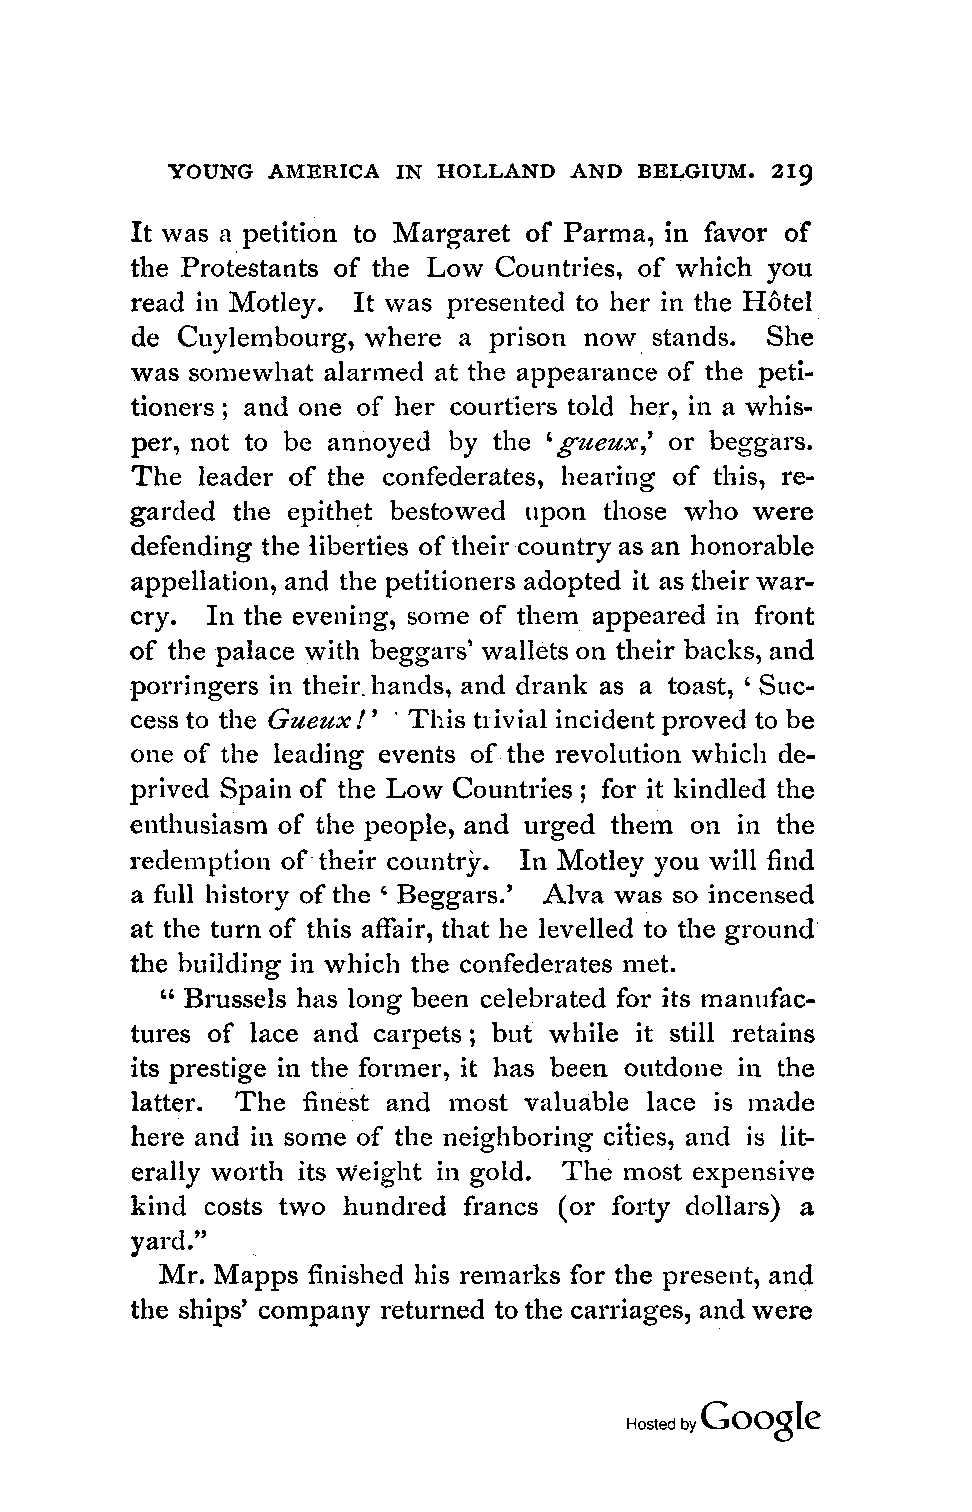 YOUNG AMERICA IN HOLLAND AND BELGIUM. 219
It was a petition to Margaret of Parma, in favor of
the Protestants of the Low Countries, of which you
read in Motley. It was presented to her in the Hôtel
de Cuylembourg, where a prison now stands. She
was somewhat alarmed at the appearance of the peti-
tioners; and one of her courtiers told her, in a whis-
per, not to be annoyed by the ‘gueux,’ or beggars.
The leader of the confederates, hearing of this, re-
garded the epithet bestowed upon those who were
defending the liberties of their country as an honorable
appellation, and the petitioners adopted it as their war-
cry. In the evening, some of them appeared in front
of the palace with beggars’ wallets on their backs, and
porringers in their hands, and drank as a toast, ‘Suc-
cess to the Gueux!’ This trivial incident proved to be
one of the leading events of the revolution which de-
prived Spain of the Low Countries; for it kindled the
enthusiasm of the people, and urged them on in the
redemption of their country. In Motley you will find
a full history of the ‘Beggars.’ Alva was so incensed
at the turn of this affair, that he levelled to the ground
the building in which the confederates met.
“Brussels has long been celebrated for its manufac-
tures of lace and carpets; but while it still retains
its prestige in the former, it has been outdone in the
latter. The finest and most valuable lace is made
here and in some of the neighboring cities, and is lit-
erally worth its weight in gold. The most expensive
kind costs two hundred francs (or forty dollars) a
yard.”
Mr. Mapps finished his remarks for the present, and
the ships’ company returned to the carriages, and were
Hosted by Google